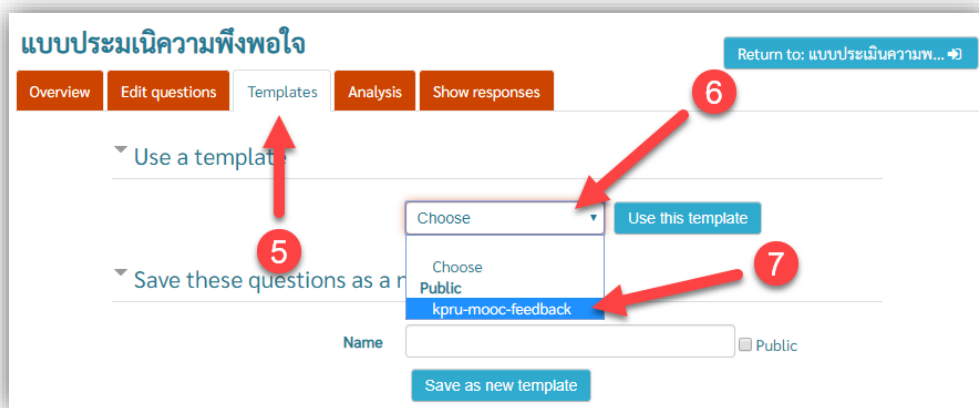 แบบประมเนิความพึงพอใจ
Return to: แบบประเมินความพ...
Overview Edit questions Templates Analysis Show responses
6
Use a template
Choose Use this template
5
Choose
7
Save these questions as a
Public
kpru-mooc-feedback
Name Public
Save as new template